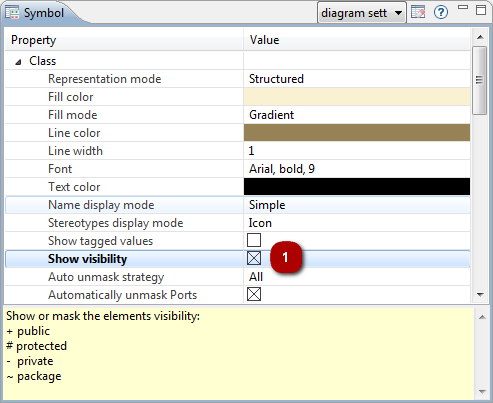 Symbol diagram sett
Property Value
Class
Representation mode Structured
Fill color
Fill mode Gradient
Line color
Line width 1
Font Arial, bold, 9
Text color
Name display mode Simple
Stereotypes display mode Icon
Show tagged values
Show visibility 1
Auto unmask strategy All
Automatically unmask Ports
Show or mask the elements visibility:
+ public
# protected
- private
~ package